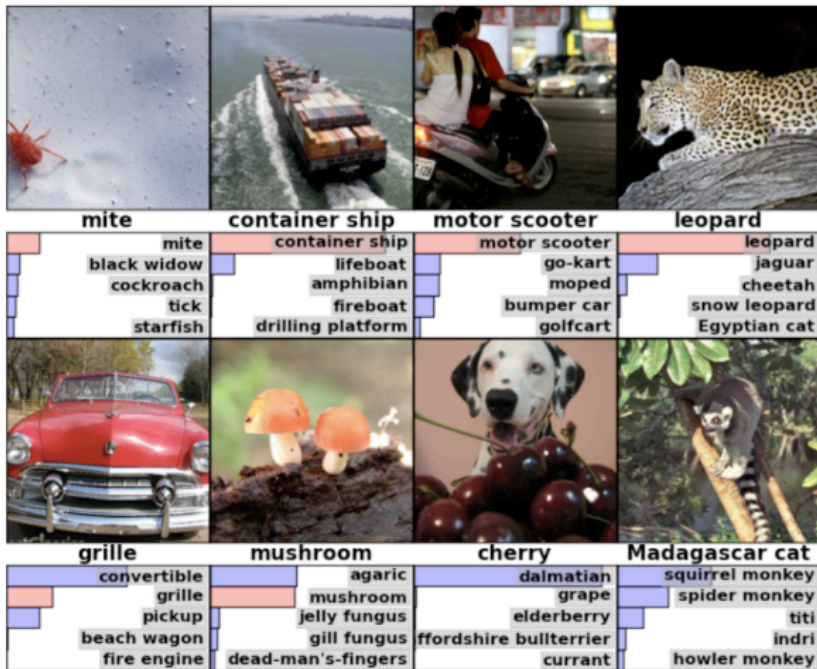 mite
container ship
motor scooter
leopard
mite
black widow
cockroach
tick
starfish
container ship
lifeboat
amphibian
fireboat
drilling platform
motor scooter
go-kart
moped
bumper car
golfcart
leopard
jaguar
cheetah
snow leopard
Egyptian cat
grille
mushroom
cherry
Madagascar cat
convertible
grille
pickup
beach wagon
fire engine
agaric
mushroom
jelly fungus
gill fungus
dead-man's-fingers
dalmatian
grape
elderberry
ffordshire bullterrier
currant
squirrel monkey
spider monkey
titi
indri
howler monkey